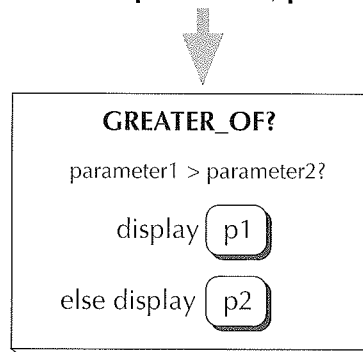 GREATER_OF?
parameter1 > parameter2?
display p1
else display p2